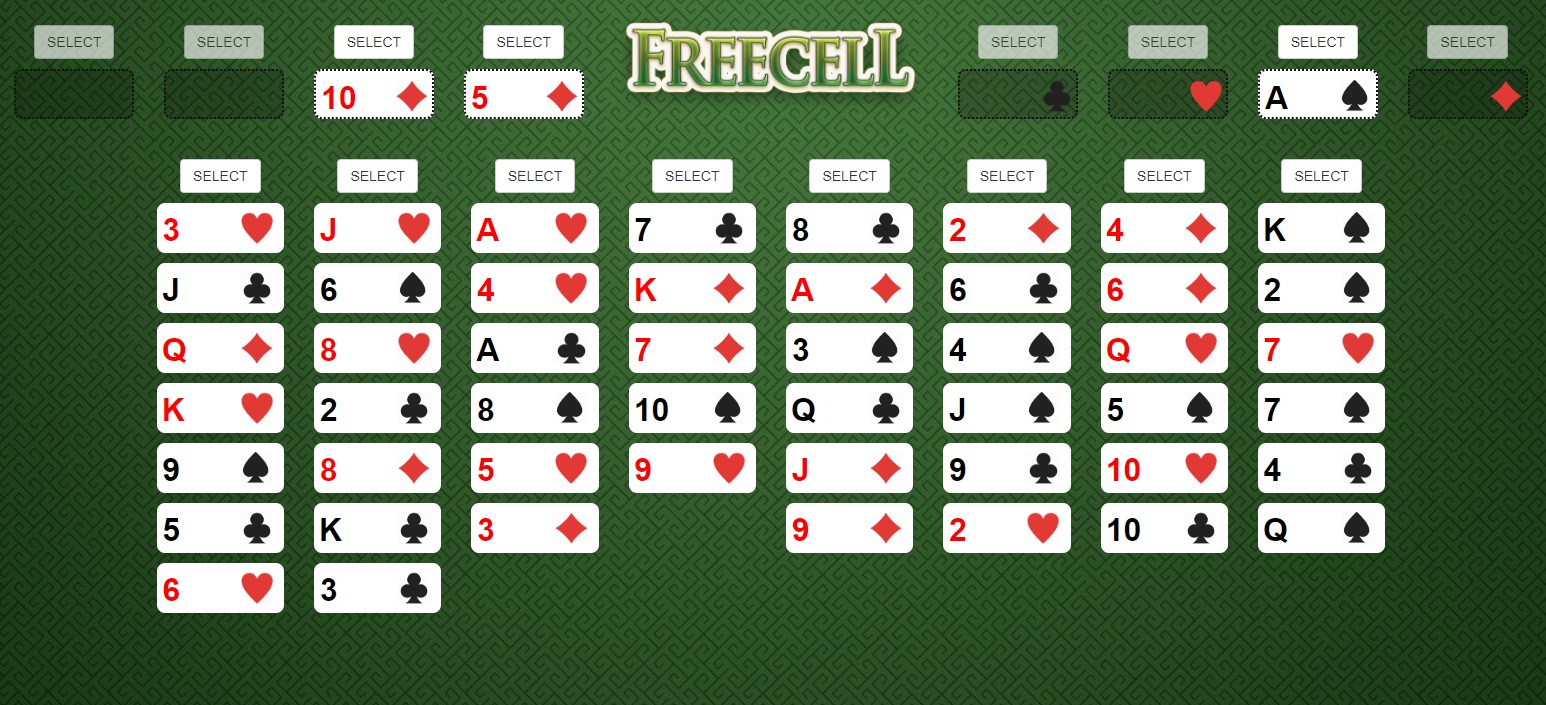 SELECT SELECT SELECT SELECT FREECELL SELECT SELECT SELECT SELECT
10 5 A
SELECT SELECT SELECT SELECT SELECT SELECT SELECT SELECT
3 J A 7 8 2 4 K
J 6 4 K A 6 6 2
Q 8 A 7 3 4 Q 7
K 2 8 10 Q J 5 7
9 8 5 9 J 9 10 4
5 K 3 9 2 10 Q
6 3